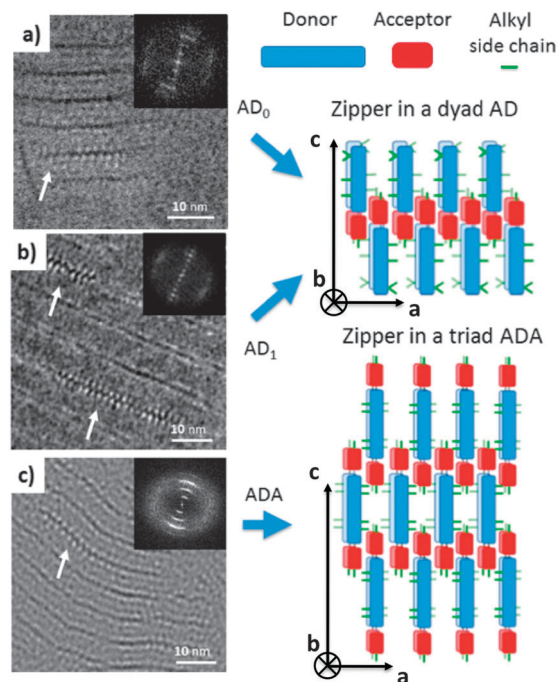 Donor
Acceptor
Alkyl
side chain
a)
10 nm
AD0
Zipper in a dyad AD
c
b
a
b)
10 nm
AD1
Zipper in a triad ADA
c)
10 nm
ADA
c
b
a